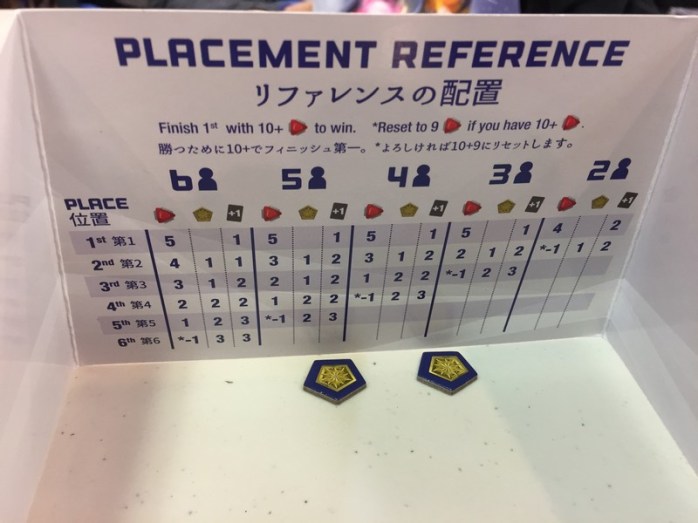 PLACEMENT REFERENCE
リファレンスの配置
Finish 1st with 10+ to win. *Reset to 9 if you have 10+ .
勝つために10+でフィニッシュ第一。*よろしければ10+9にリセットします。
6 5 4 3 2
PLACE
位置
+1 +1 +1 +1 +1
1st 第1 5 1 5 1 5 1 5 1 4 2
2nd 第2 4 1 1 3 1 2 3 1 2 2 1 2 *-1 1 2
3rd 第3 3 1 2 2 1 2 1 2 2 *-1 2 3
4th 第4 2 2 2 1 2 2 *-1 2 3
5th 第5 1 2 3 *-1 2 3
6th 第6 *-1 3 3